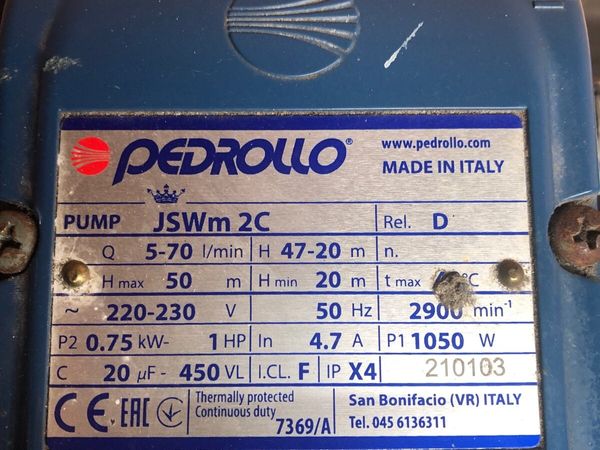 PEDROLLO® www.pedrollo.com
MADE IN ITALY
PUMP JSWm 2C Rel. D
Q 5-70 l/min H 47-20 m n.
H max 50 m H min 20 m t max °C
~ 220-230 V 50 Hz 2900 min⁻¹
P2 0.75 kW- 1 HP In 4.7 A P1 1050 W
C 20 μF - 450 VL I.CL. F IP X4 210103
CE EAC Thermally protected San Bonifacio (VR) ITALY
Continuous duty 7369/A Tel. 045 6136311